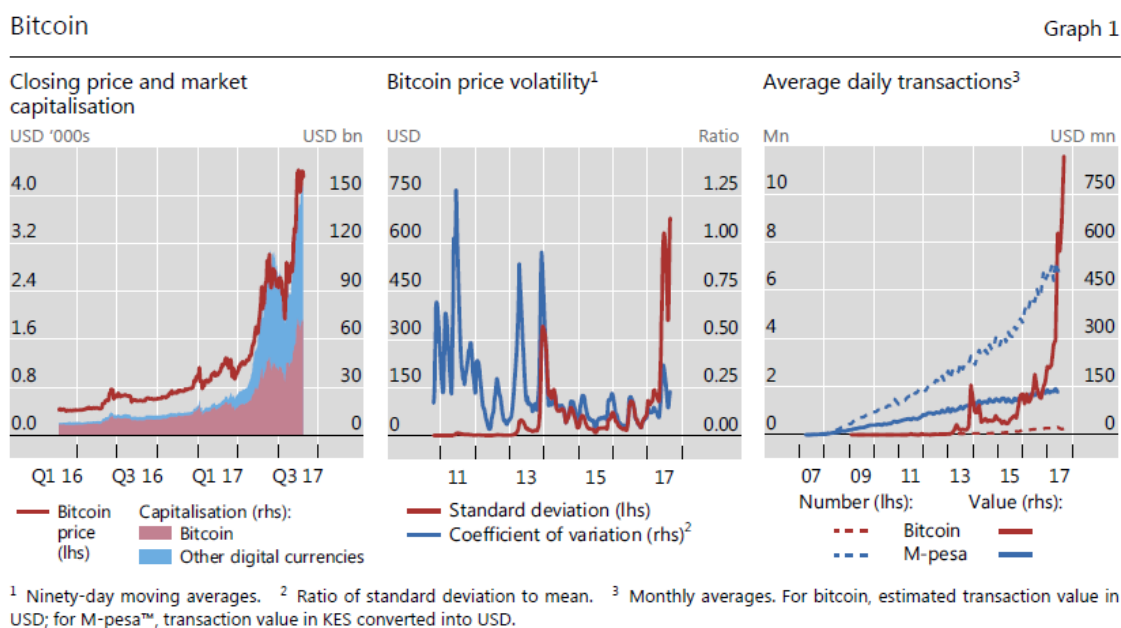 Bitcoin
Graph 1
Closing price and market
capitalisation
USD '000s
USD bn
4.0
3.2
2.4
1.6
0.8
0.0
150
120
90
60
30
0
Q1 16
Q3 16
Q1 17
Q3 17
Bitcoin
price
(lhs)
Capitalisation (rhs):
Bitcoin
Other digital currencies
Bitcoin price volatility¹
USD
Ratio
750
600
450
300
150
0
1.25
1.00
0.75
0.50
0.25
0.00
11
13
15
17
Standard deviation (lhs)
Coefficient of variation (rhs)²
Average daily transactions³
Mn
USD mn
10
8
6
4
2
0
750
600
450
300
150
0
07
09
11
13
15
17
Number (lhs):
Value (rhs):
Bitcoin
M-pesa
¹ Ninety-day moving averages. ² Ratio of standard deviation to mean. ³ Monthly averages. For bitcoin, estimated transaction value in
USD; for M-pesa™, transaction value in KES converted into USD.